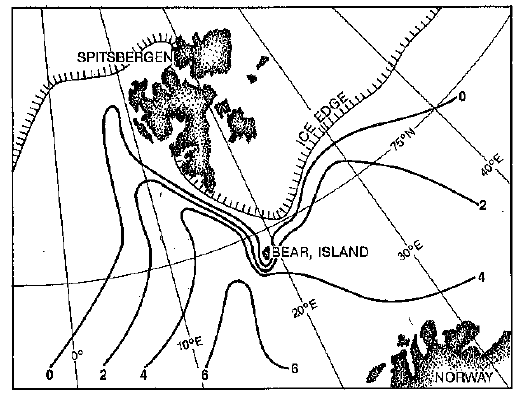 SPITSBERGEN
ICE EDGE
0
75°N
40°E
2
BEAR, ISLAND
30°E
4
20°E
10°E
0°
0
2
4
6
6
NORWAY